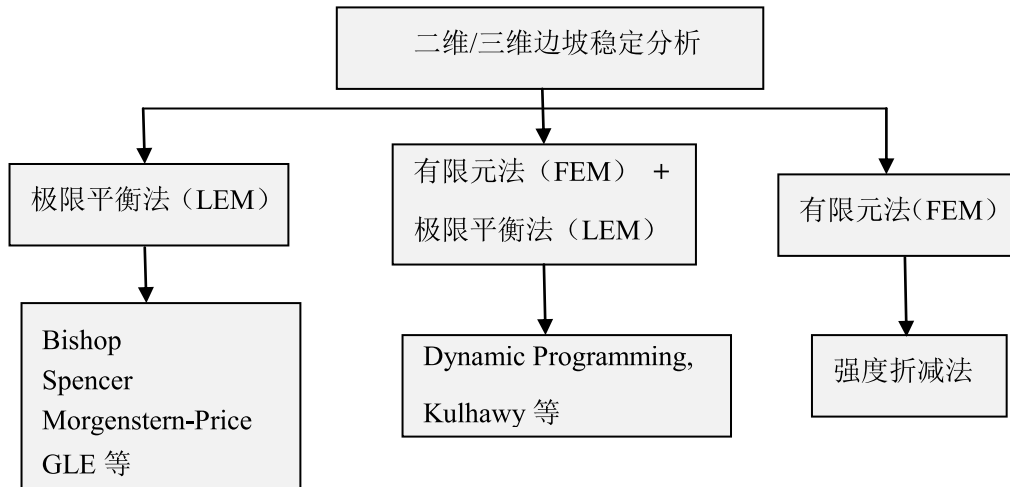 二维/三维边坡稳定分析
极限平衡法（LEM）
有限元法（FEM） +
极限平衡法（LEM）
有限元法（FEM）
Bishop
Spencer
Morgenstern-Price
GLE 等
Dynamic Programming,
Kulhawy 等
强度折减法